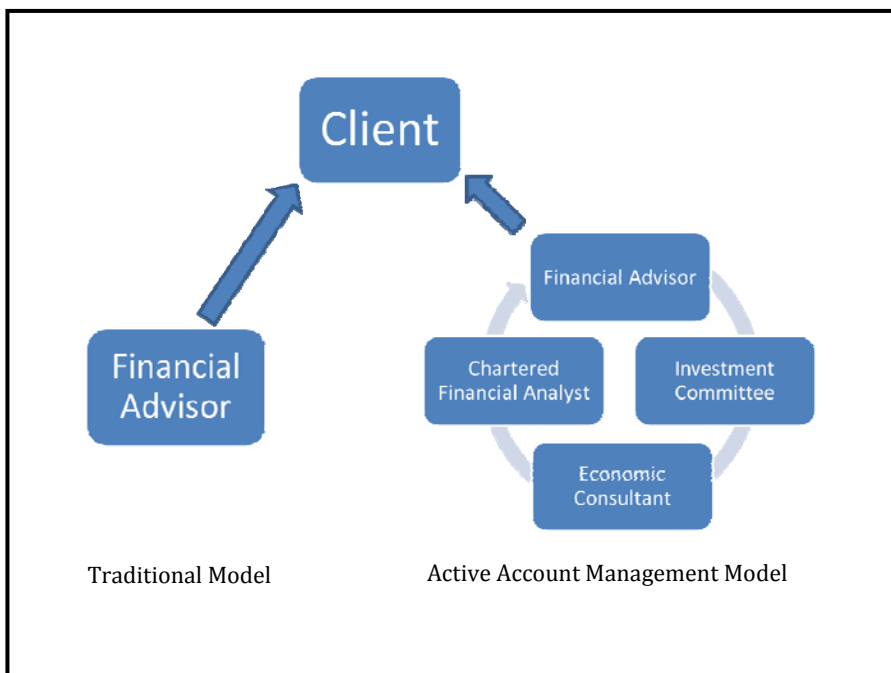 Client
Financial Advisor
Financial
Advisor
Chartered
Financial Analyst
Investment
Committee
Economic
Consultant
Traditional Model
Active Account Management Model